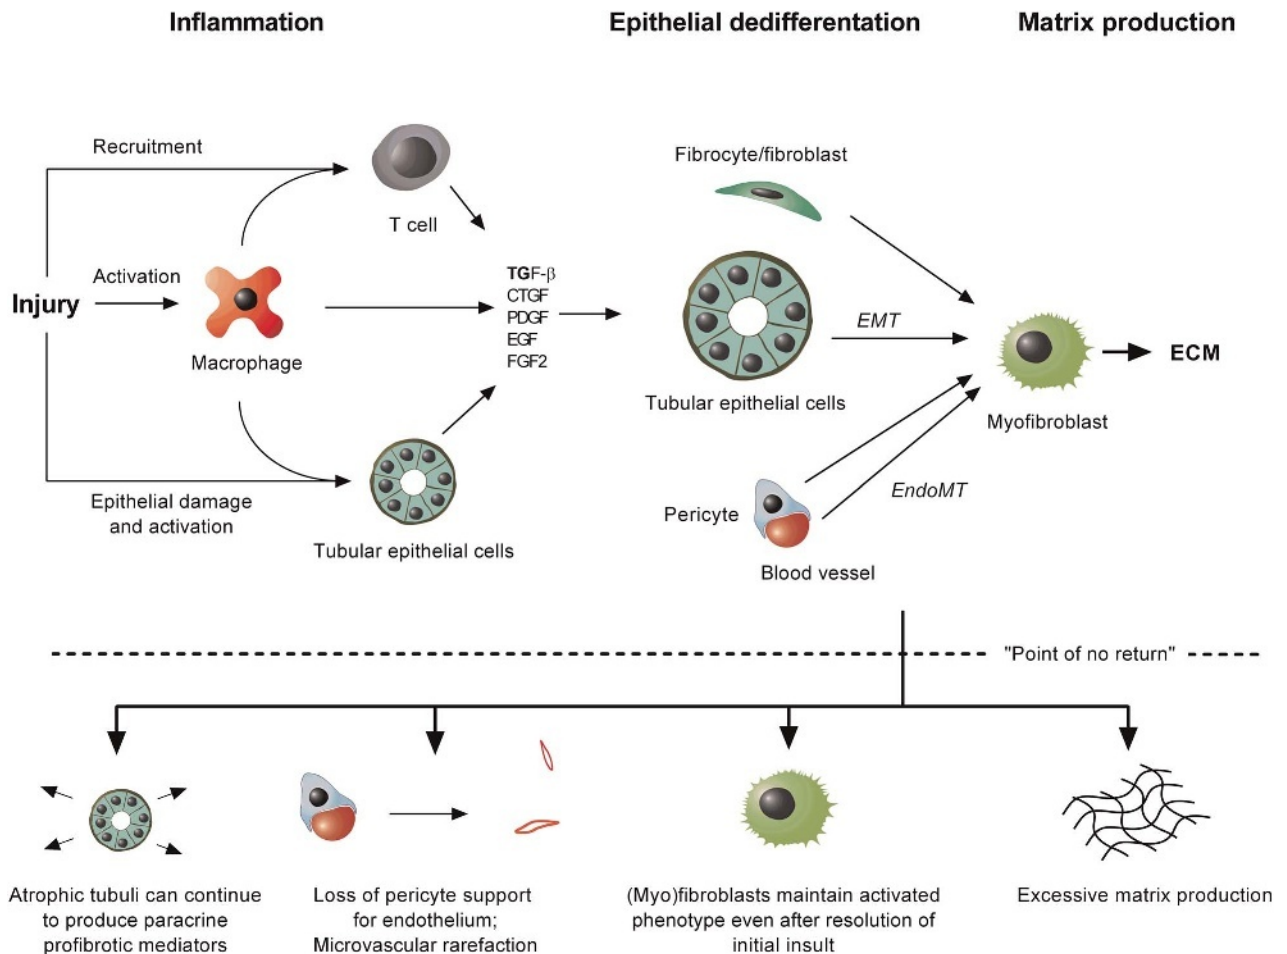 Inflammation
Epithelial dedifferentation
Matrix production
Recruitment
T cell
Fibrocyte/fibroblast
Injury
Activation
Macrophage
TGF-β
CTGF
PDGF
EGF
FGF2
Tubular epithelial cells
EMT
Myofibroblast
ECM
Epithelial damage
and activation
Tubular epithelial cells
Pericyte
EndoMT
Blood vessel
"Point of no return"
Atrophic tubuli can continue
to produce paracrine
profibrotic mediators
Loss of pericyte support
for endothelium;
Microvascular rarefaction
(Myo)fibroblasts maintain activated
phenotype even after resolution of
initial insult
Excessive matrix production